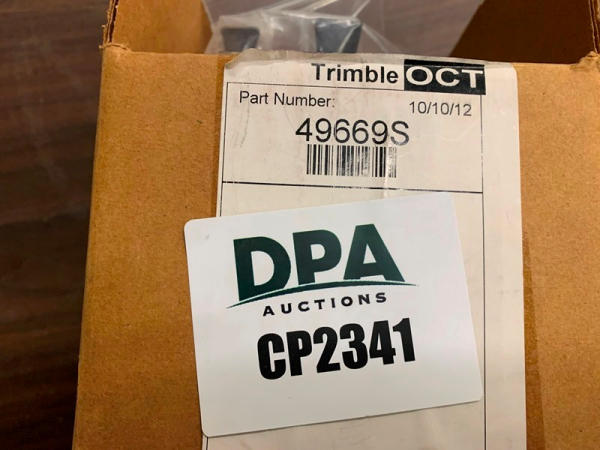 Trimble OCT
Part Number: 10/10/12
49669S
DPA
AUCTIONS
CP2341